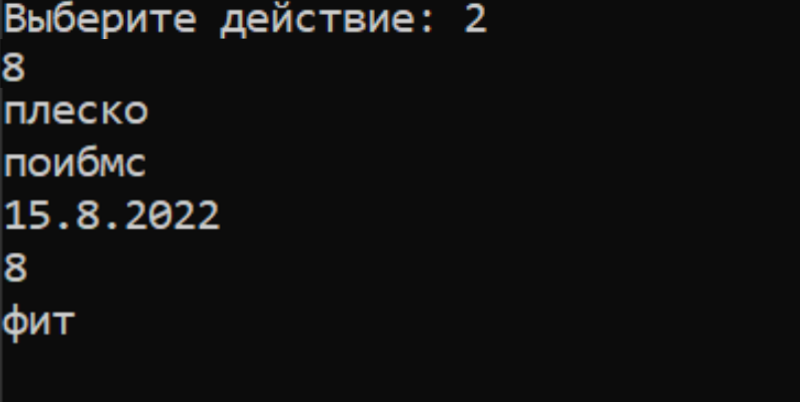 Выберите действие: 2
8
плеско
поибмс
15.8.2022
8
фит